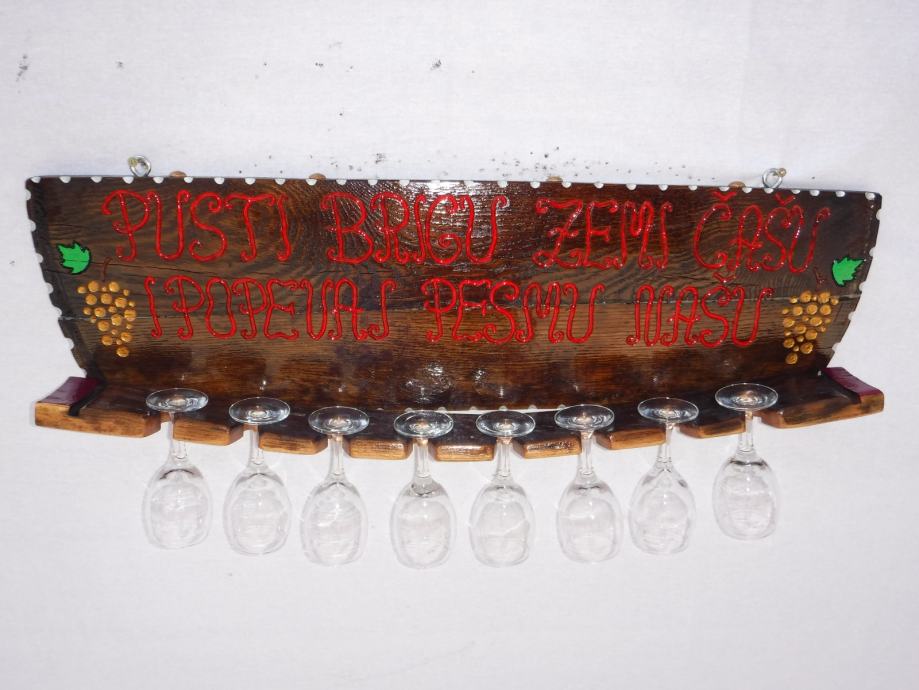 PUSTI BRIGU ZEMI ČAŠU
I POPEVAJ PESMU NAŠU